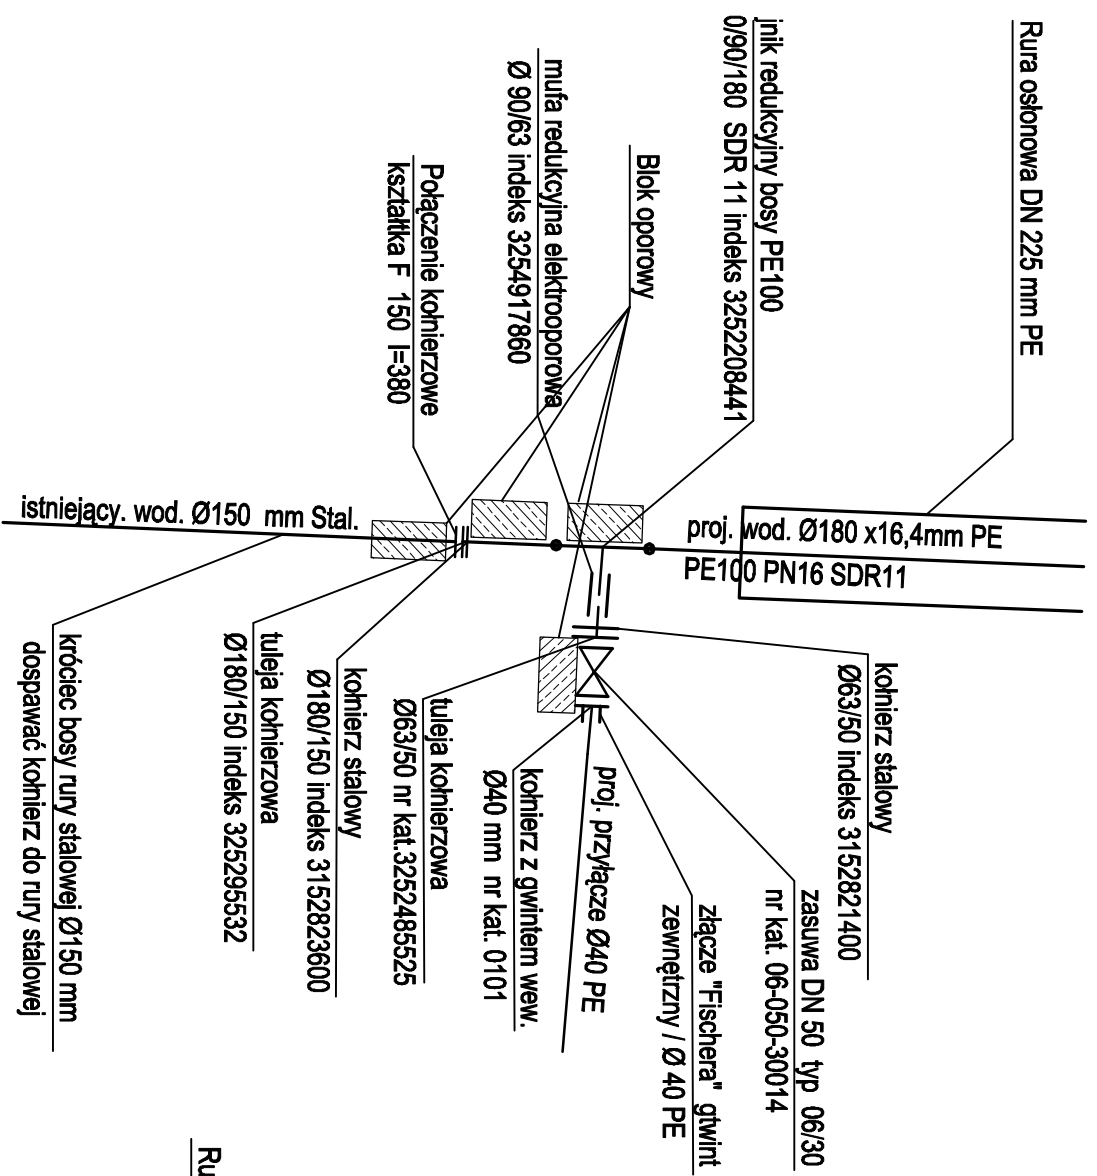 Rura osłonowa DN 225 mm PE
jnik redukcyjny bosy PE100
0/90/180 SDR 11 indeks 3252208441
Blok oporowy
mufa redukcyjna elektrooporowa
Ø 90/63 indeks 3254917860
Połączenie kołnierzowe
kształtka F 150 l=380
istniejący. wod. Ø150 mm Stal.
proj. wod. Ø180 x16,4mm PE
PE100 PN16 SDR11
kołnierz stalowy
Ø63/50 indeks 3152821400
zasuwa DN 50 typ 06/30
nr kat. 06-050-30014
złącze "Fischera" gtwint
zewnętrzny / Ø 40 PE
proj. przyłącze Ø40 PE
kołnierz z gwintem wew.
Ø40 mm nr kat. 0101
tuleja kołnierzowa
Ø63/50 nr kat.3252485525
kołnierz stalowy
Ø180/150 indeks 3152823600
tuleja kołnierzowa
Ø180/150 indeks 325295532
króciec bosy rury stalowej Ø150 mm
dospawać kołnierz do rury stalowej
Ru